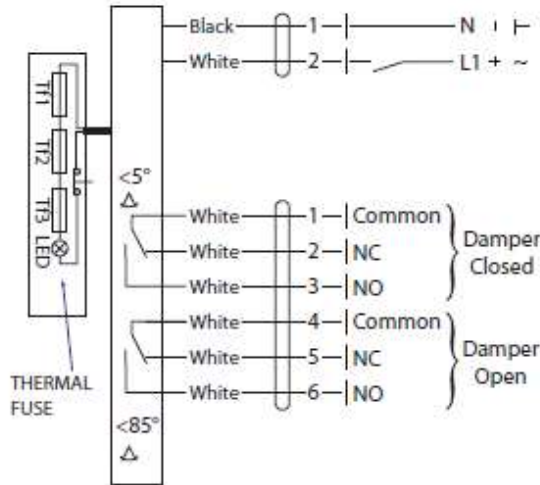 Black 1 N ⊣ ⊢
White 2 L1 + ~
Tf1
Tf2
Tf3
LED
<5°
White 1 Common
White 2 NC
White 3 NO
Damper
Closed
White 4 Common
White 5 NC
White 6 NO
Damper
Open
<85°
THERMAL
FUSE